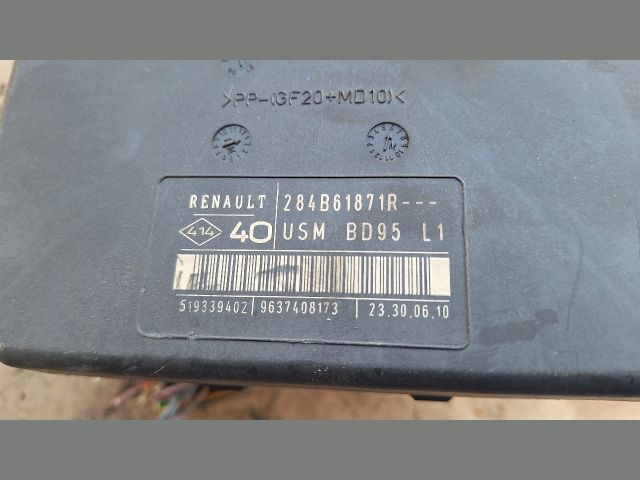 >PP-(GF20+MD10)<
RENAULT 284B61871R---
414 40 USM BD95 L1
519339402 9637408173 23.30.06.10